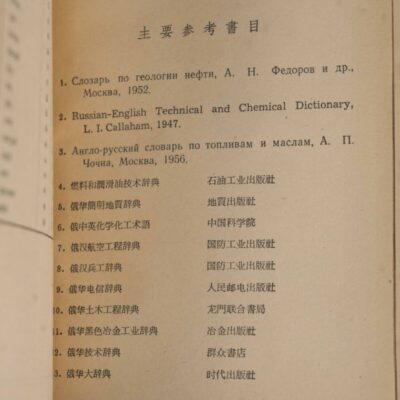 主要参考書目
1. Словарь по геологии нефти, А. Н. Федоров и др.,
Москва, 1952.
2. Russian-English Technical and Chemical Dictionary,
L. I. Callaham, 1947.
3. Англо-русский словарь по топливам и маслам, А. П.
Чочиа, Москва, 1956.
4. 燃料和潤滑油技术辞典 石油工业出版社
5. 俄华簡明地質辞典 地質出版社
6. 俄中英化学化工术語 中国科学院
7. 俄汉航空工程辞典 国防工业出版社
8. 俄汉兵工辞典 国防工业出版社
9. 俄华电信辞典 人民邮电出版社
10. 俄华土木工程辞典 龙門联合書局
11. 俄华黑色冶金工业辞典 冶金出版社
12. 俄华技术辞典 群众書店
13. 俄华大辞典 时代出版社